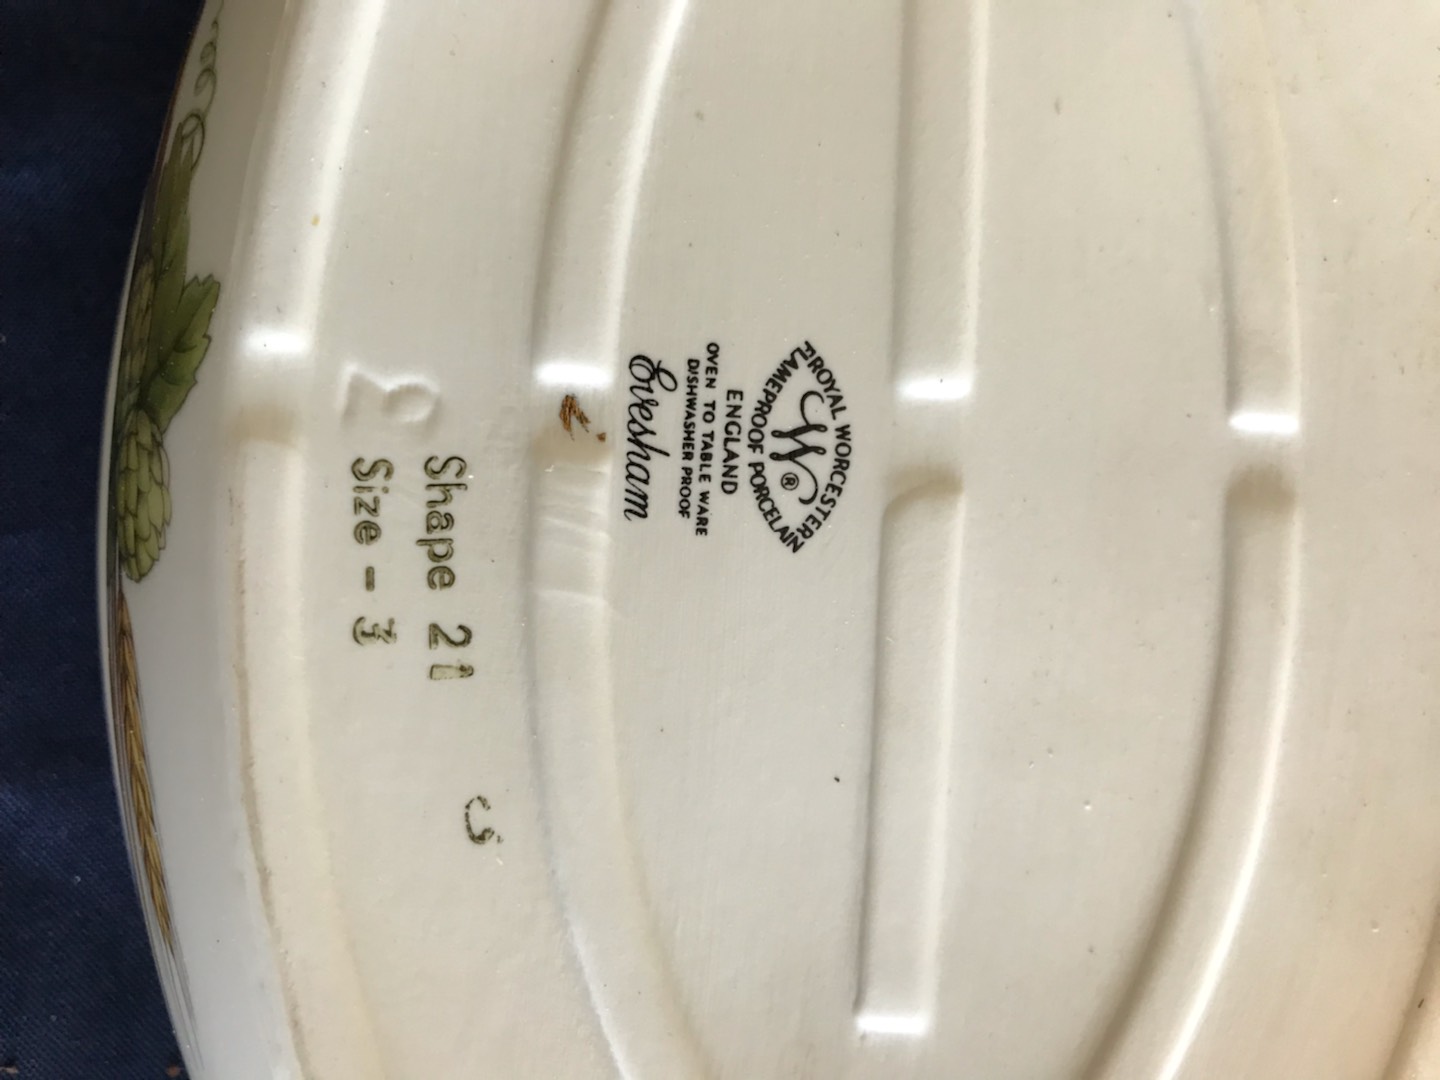 ROYAL WORCESTER
W®
FLAMEPROOF PORCELAIN
ENGLAND
OVEN TO TABLE WARE
DISHWASHER PROOF
Evesham
Shape 21
Size - 3